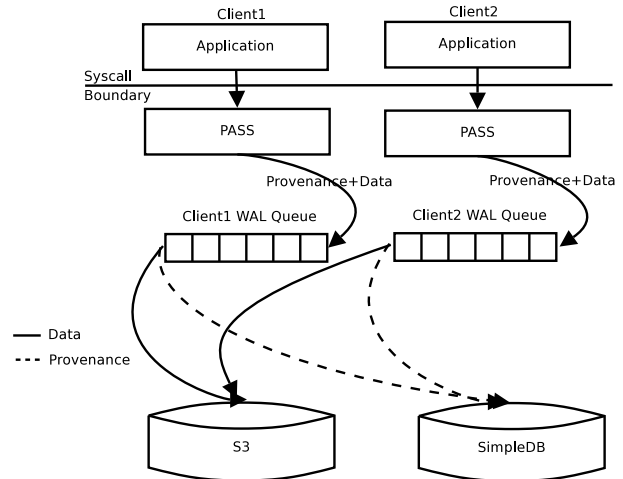 Client1
Client2
Application
Application
Syscall
Boundary
PASS
PASS
Provenance+Data
Provenance+Data
Client1 WAL Queue
Client2 WAL Queue
Data
Provenance
S3
SimpleDB